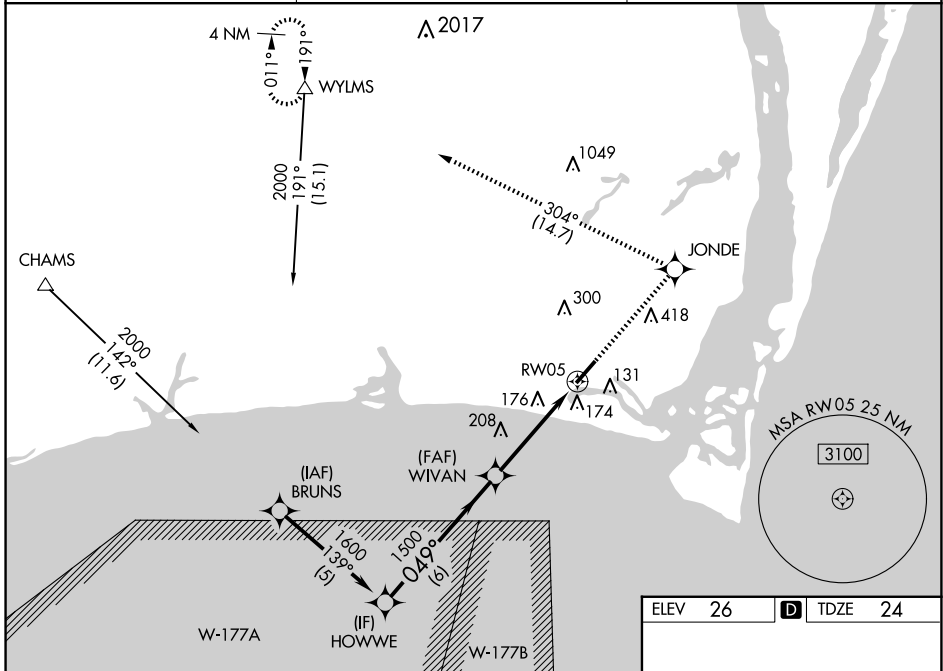 4 NM
011°
191°
WYLMS
2017
2000
191°
(15.1)
1049
304°
(14.7)
JONDE
CHAMS
2000
142°
(11.6)
300
418
RW05
131
176
174
208
(FAF)
WIVAN
MSA RW05 25 NM
3100
(IAF)
BRUNS
1600
139°
(5)
1500
049°
(6)
(IF)
HOWWE
W-177A
W-177B
ELEV 26 D TDZE 24